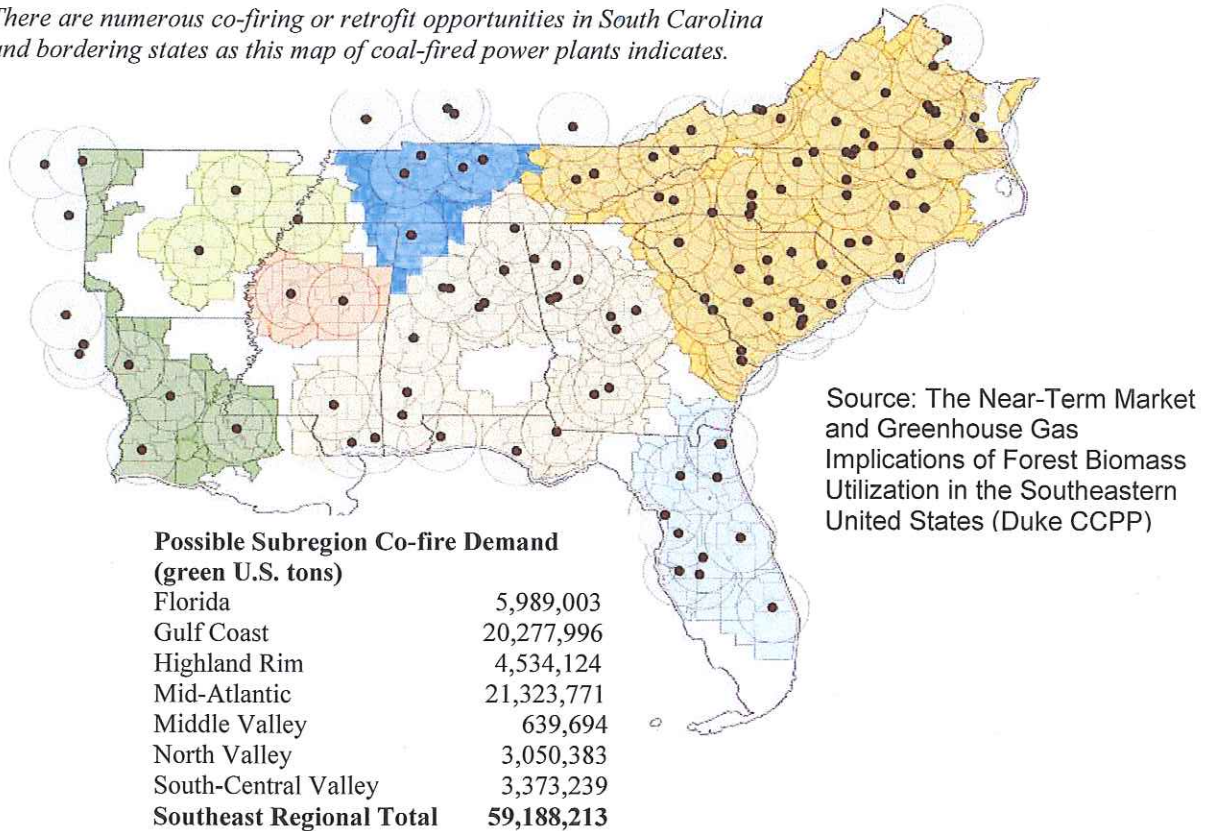 There are numerous co-firing or retrofit opportunities in South Carolina
and bordering states as this map of coal-fired power plants indicates.
Source: The Near-Term Market
and Greenhouse Gas
Implications of Forest Biomass
Utilization in the Southeastern
United States (Duke CCPP)
Possible Subregion Co-fire Demand
(green U.S. tons)
Florida 5,989,003
Gulf Coast 20,277,996
Highland Rim 4,534,124
Mid-Atlantic 21,323,771
Middle Valley 639,694
North Valley 3,050,383
South-Central Valley 3,373,239
Southeast Regional Total 59,188,213